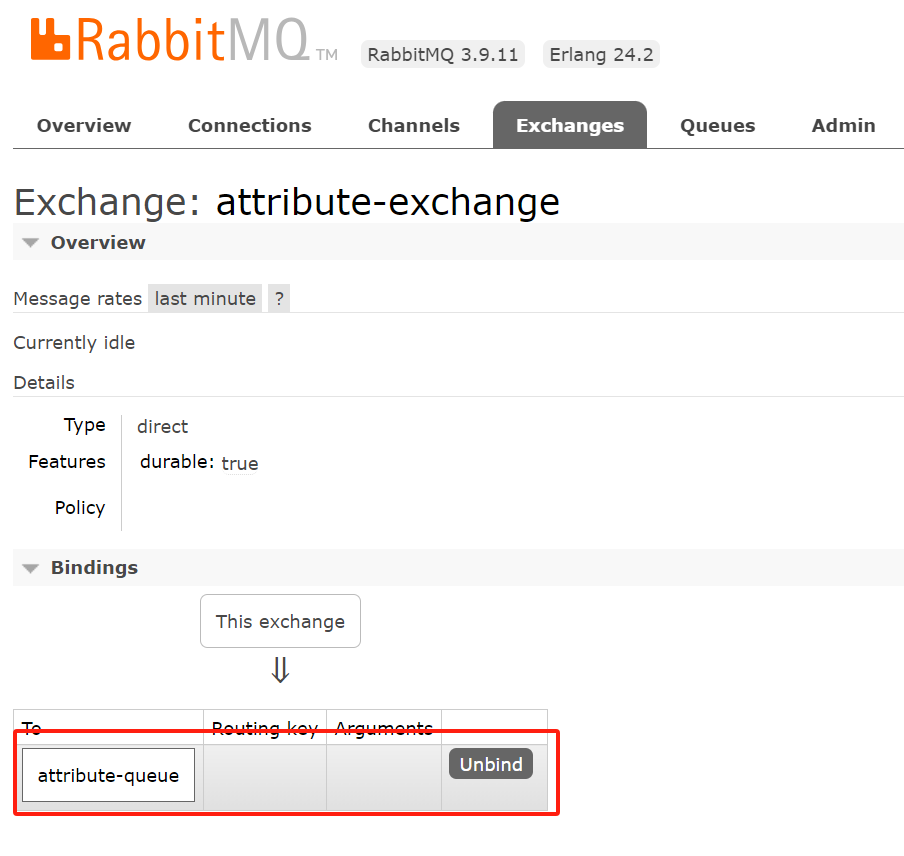 RabbitMQ TM RabbitMQ 3.9.11 Erlang 24.2
Overview Connections Channels Exchanges Queues Admin
Exchange: attribute-exchange
Overview
Message rates last minute ?
Currently idle
Details
Type direct
Features durable: true
Policy
Bindings
This exchange
⇓
To Routing key Arguments
attribute-queue Unbind